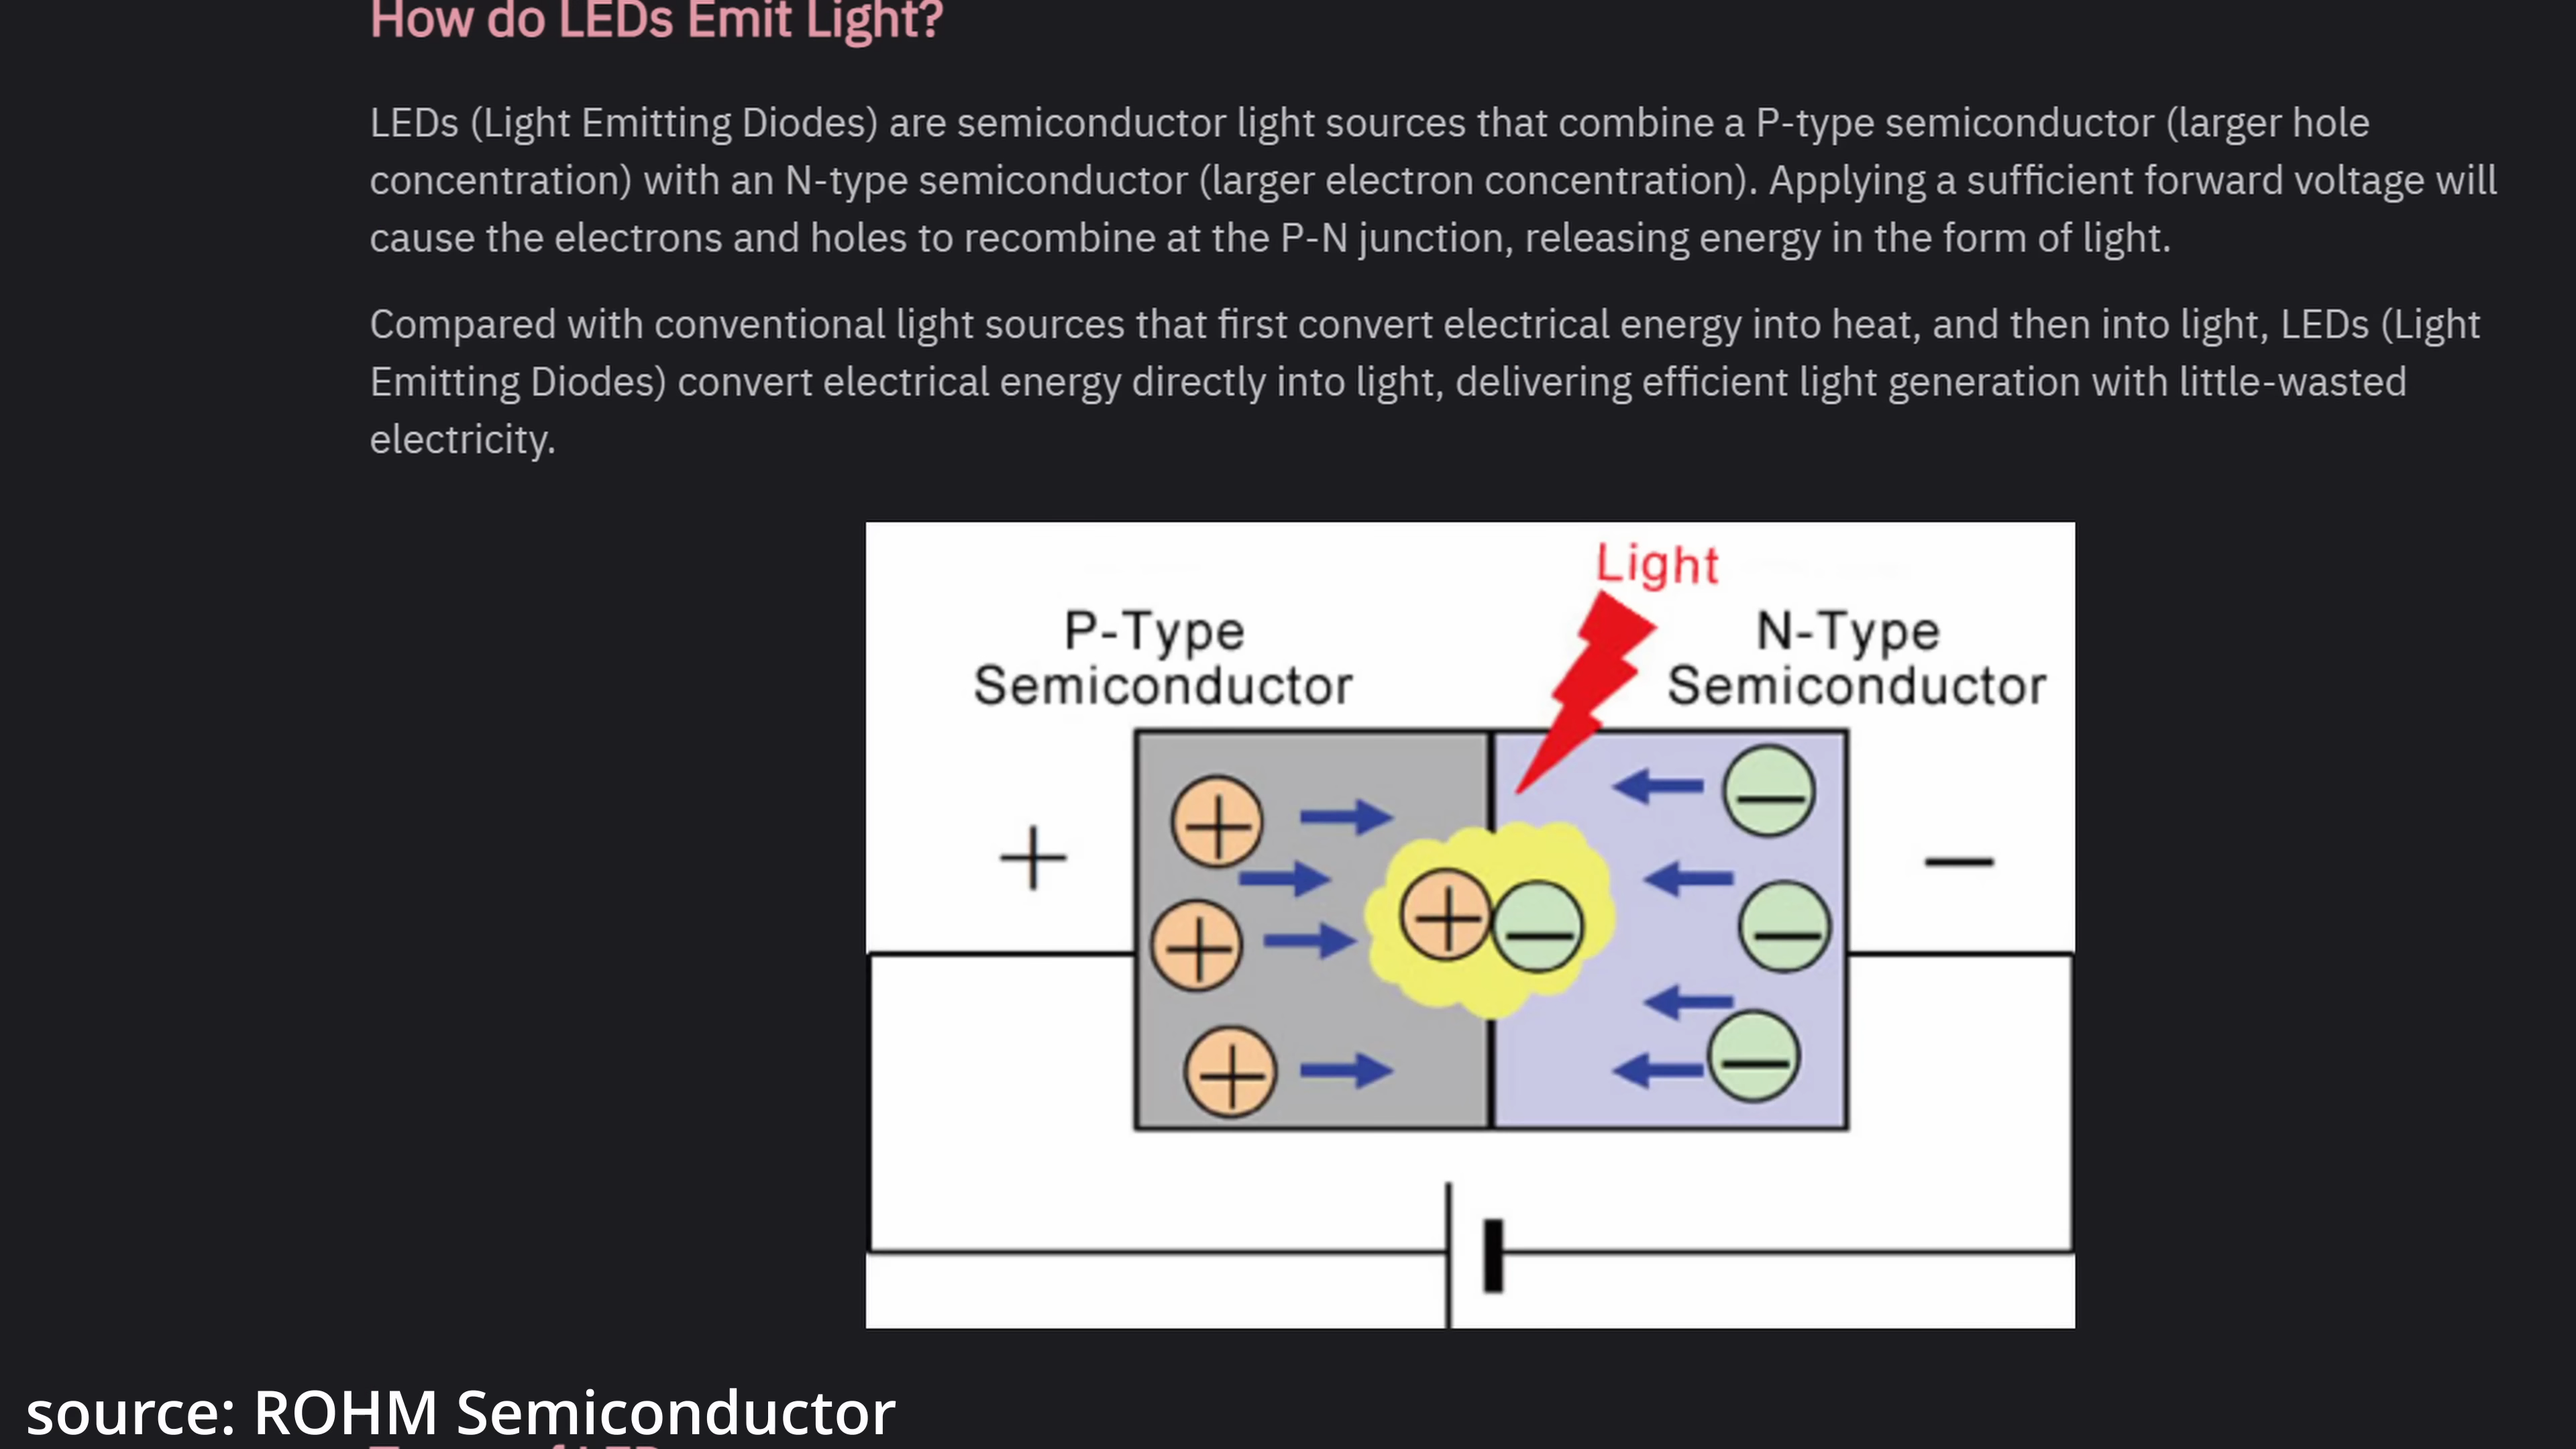 How do LEDs Emit Light?
LEDs (Light Emitting Diodes) are semiconductor light sources that combine a P-type semiconductor (larger hole
concentration) with an N-type semiconductor (larger electron concentration). Applying a sufficient forward voltage will
cause the electrons and holes to recombine at the P-N junction, releasing energy in the form of light.
Compared with conventional light sources that first convert electrical energy into heat, and then into light, LEDs (Light
Emitting Diodes) convert electrical energy directly into light, delivering efficient light generation with little-wasted
electricity.
Light
P-Type
Semiconductor
N-Type
Semiconductor
+
−
source: ROHM Semiconductor